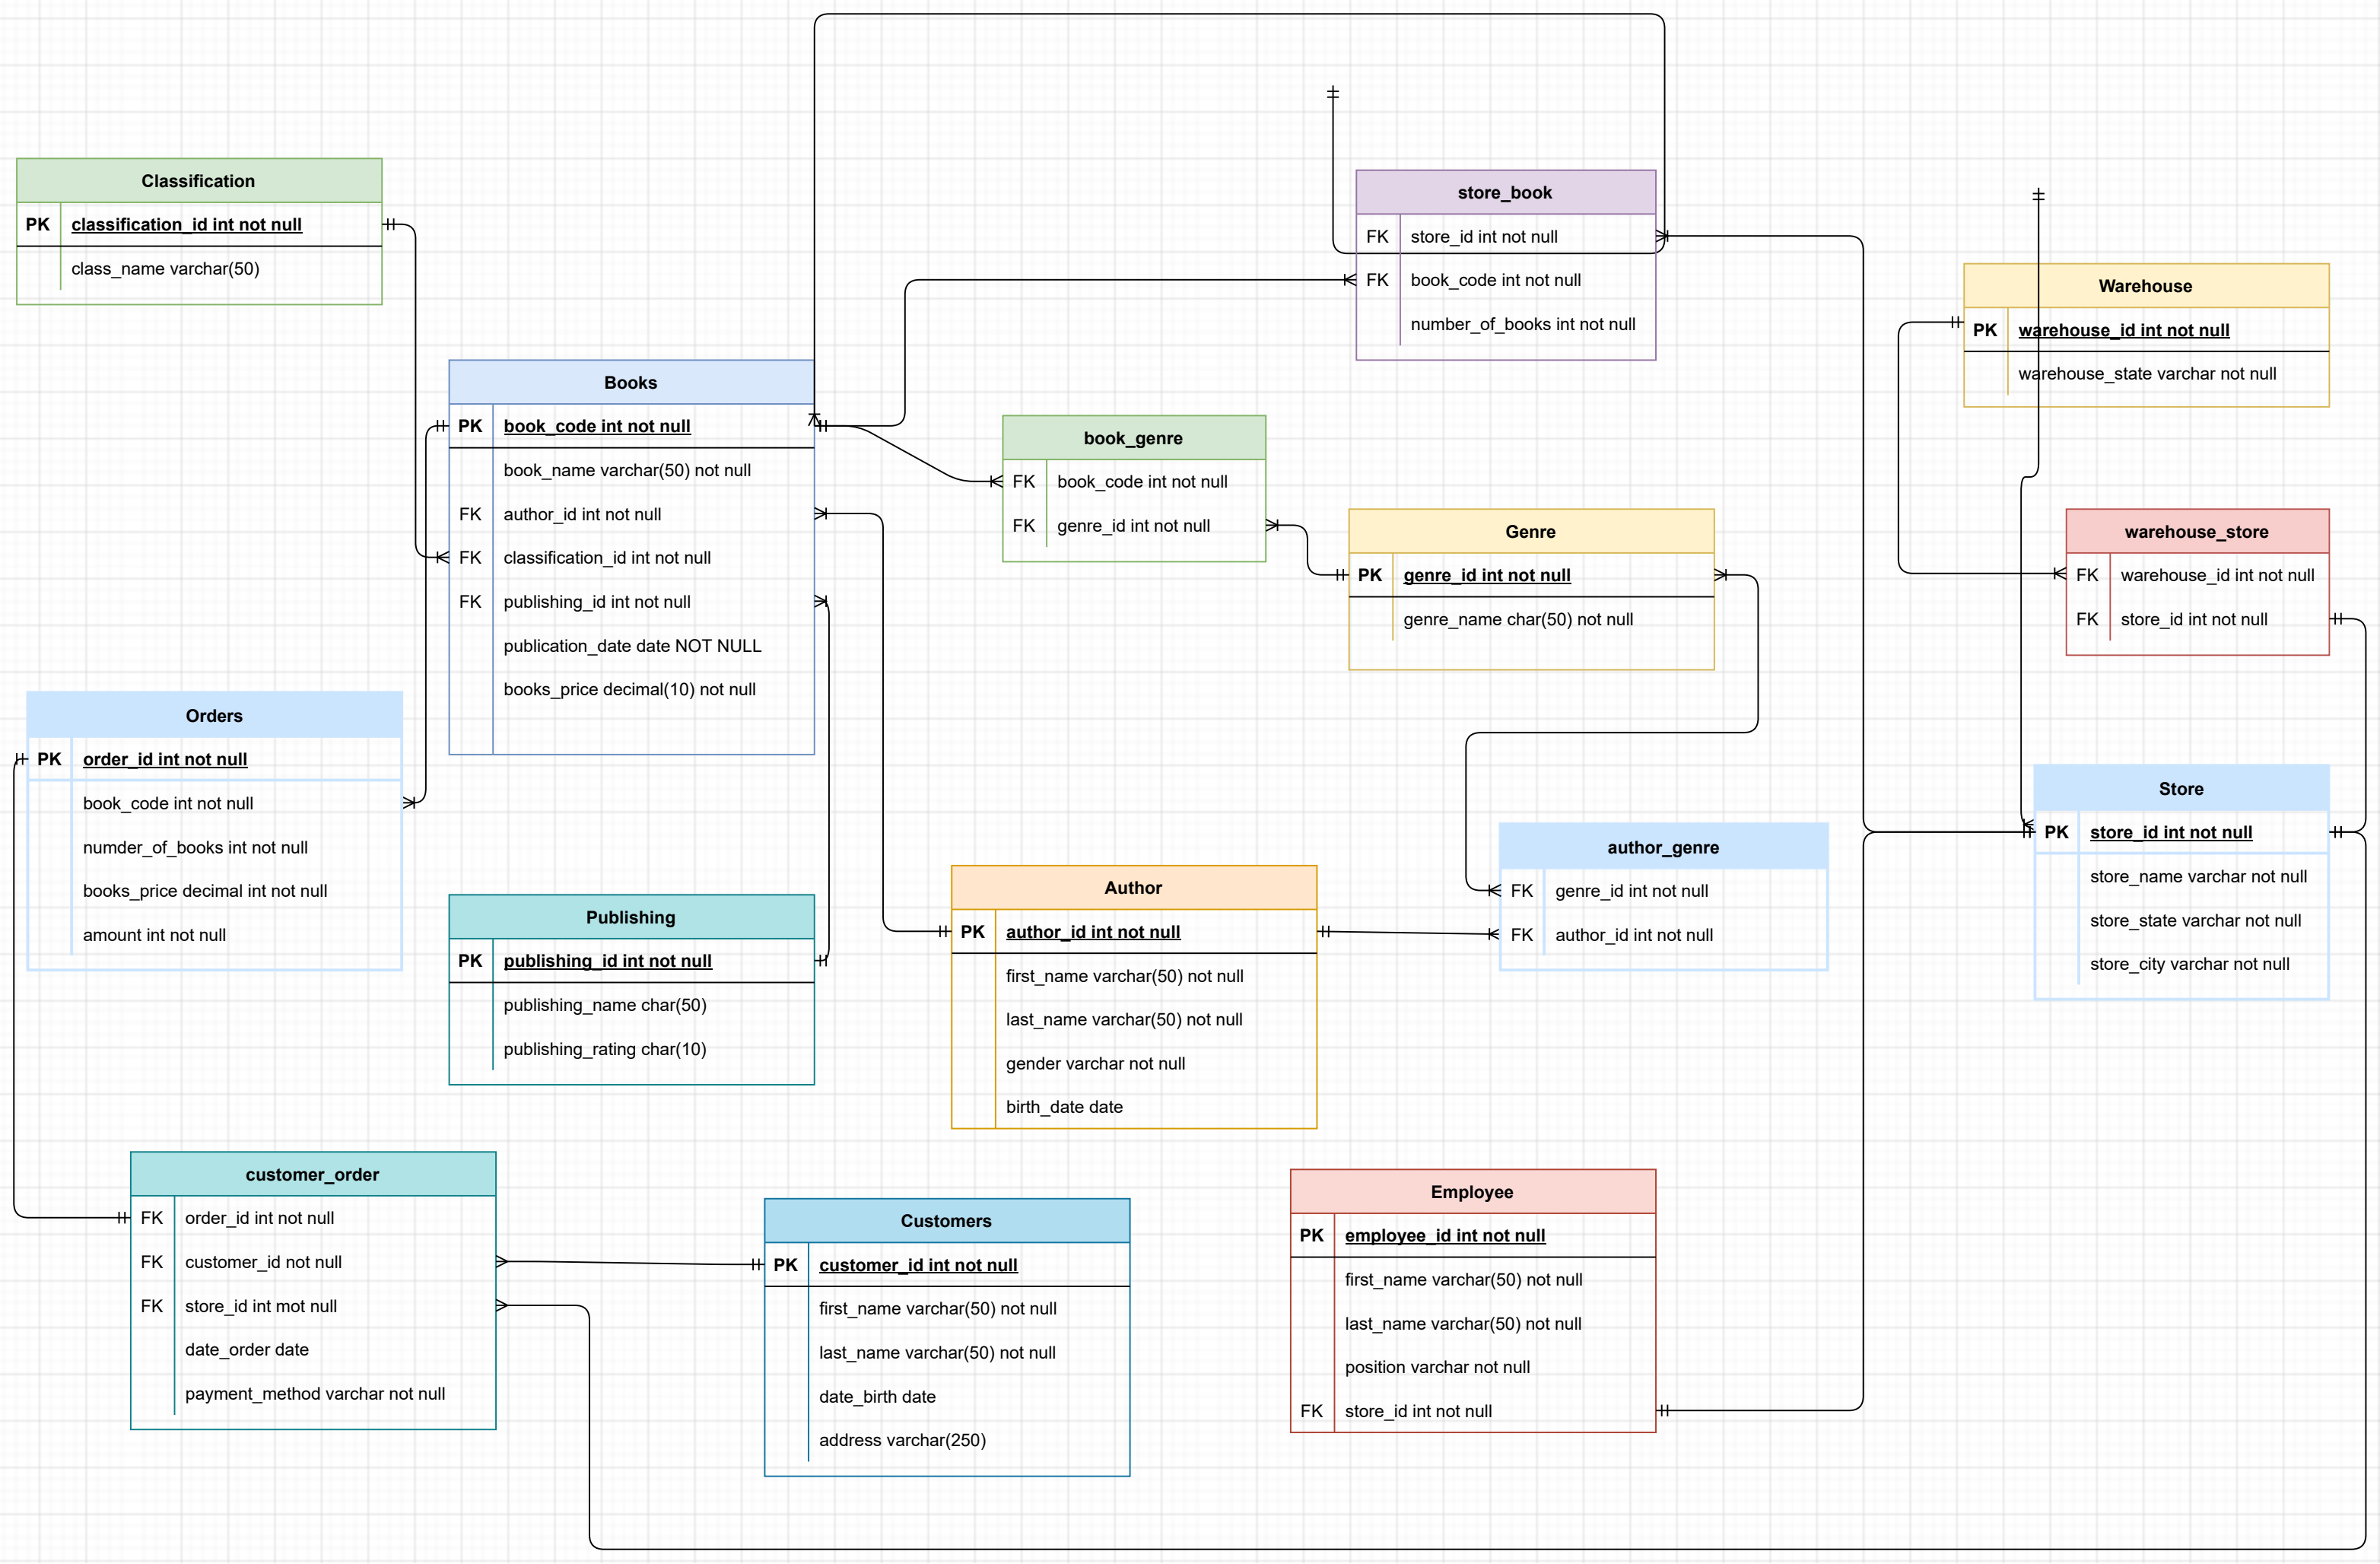 Classification
PK classification_id int not null
class_name varchar(50)
store_book
FK store_id int not null
FK book_code int not null
number_of_books int not null
Warehouse
PK warehouse_id int not null
warehouse_state varchar not null
Books
PK book_code int not null
book_name varchar(50) not null
FK author_id int not null
FK classification_id int not null
FK publishing_id int not null
publication_date date NOT NULL
books_price decimal(10) not null
book_genre
FK book_code int not null
FK genre_id int not null
Genre
PK genre_id int not null
genre_name char(50) not null
warehouse_store
FK warehouse_id int not null
FK store_id int not null
Orders
PK order_id int not null
book_code int not null
numder_of_books int not null
books_price decimal int not null
amount int not null
Publishing
PK publishing_id int not null
publishing_name char(50)
publishing_rating char(10)
Author
PK author_id int not null
first_name varchar(50) not null
last_name varchar(50) not null
gender varchar not null
birth_date date
author_genre
FK genre_id int not null
FK author_id int not null
Store
PK store_id int not null
store_name varchar not null
store_state varchar not null
store_city varchar not null
customer_order
FK order_id int not null
FK customer_id not null
FK store_id int mot null
date_order date
payment_method varchar not null
Customers
PK customer_id int not null
first_name varchar(50) not null
last_name varchar(50) not null
date_birth date
address varchar(250)
Employee
PK employee_id int not null
first_name varchar(50) not null
last_name varchar(50) not null
position varchar not null
FK store_id int not null